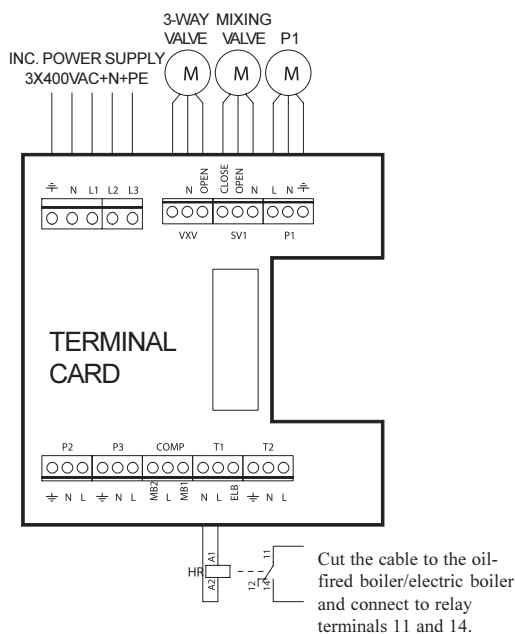 3-WAY MIXING
VALVE VALVE P1
INC. POWER SUPPLY
3X400VAC+N+PE
M M M
N L1 L2 L3
N OPEN CLOSE OPEN N L N
VXV SV1 P1
TERMINAL
CARD
P2 P3 COMP T1 T2
N L N L MB2 L MB1 N L ELB N L
HR A1 A2
11 12 14
Cut the cable to the oil-
fired boiler/electric boiler
and connect to relay
terminals 11 and 14.